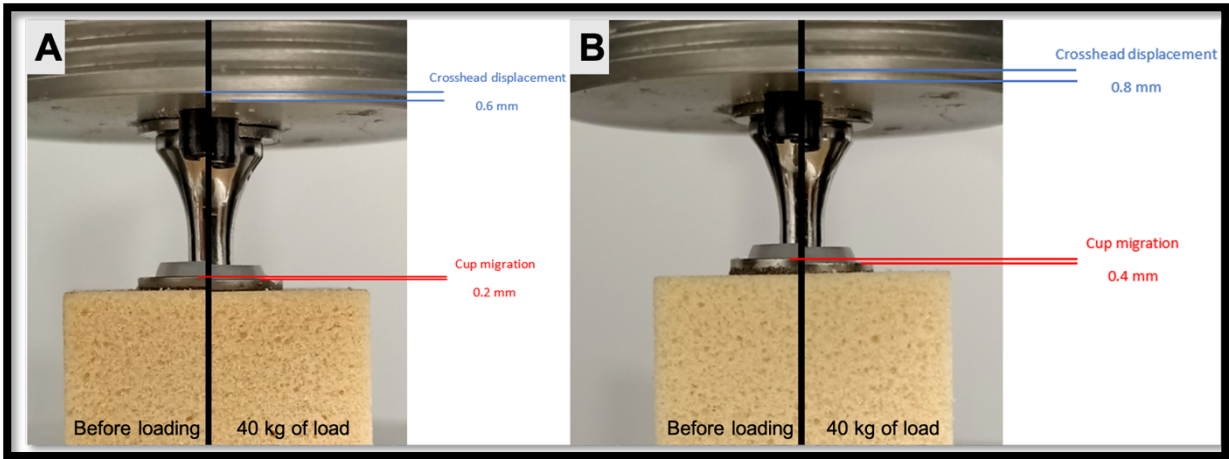 A
Crosshead displacement
0.6 mm
Cup migration
0.2 mm
Before loading
40 kg of load
B
Crosshead displacement
0.8 mm
Cup migration
0.4 mm
Before loading
40 kg of load